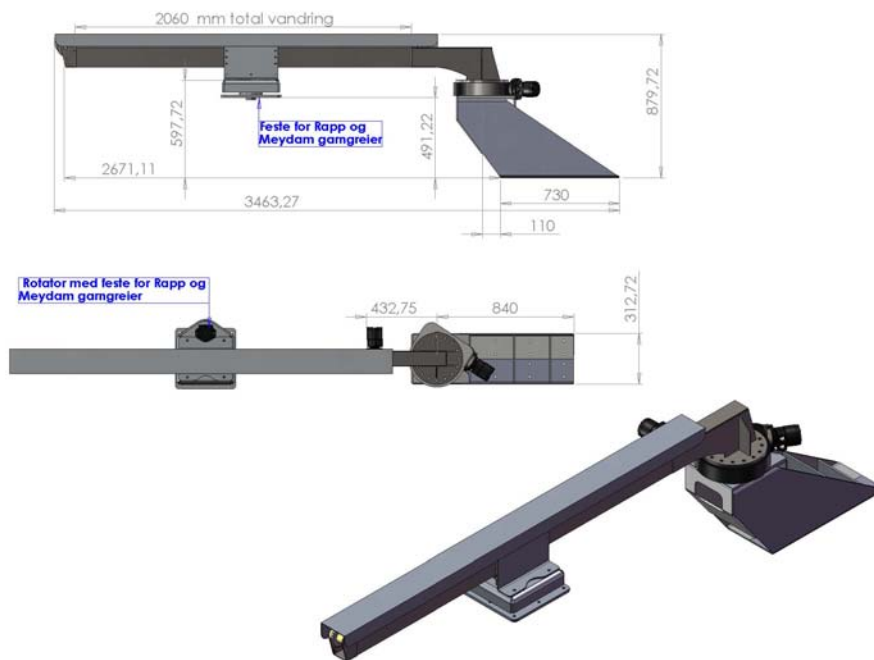 2060 mm total vandring
879,72
597,72
Feste for Rapp og
Meydam garngreier
491,22
2671,11
3463,27
730
110
Rotator med feste for Rapp og
Meydam garngreier
432,75
840
312,72